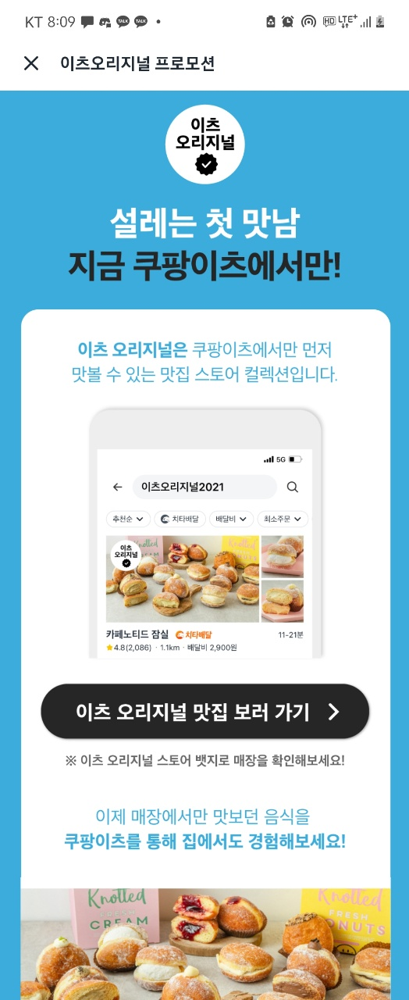 KT 8:09 TALK TALK HD LTE+
이츠오리지널 프로모션
이츠
오리지널
설레는 첫 맛남
지금 쿠팡이츠에서만!
이츠 오리지널은 쿠팡이츠에서만 먼저
맛볼 수 있는 맛집 스토어 컬렉션입니다.
5G
이츠오리지널2021
추천순 치타배달 배달비 최소주문
Knotted Knotted
이츠
오리지널
카페노티드 잠실 치타배달 11-21분
4.8(2,086) · 1.1km · 배달비 2,900원
이츠 오리지널 맛집 보러 가기
※ 이츠 오리지널 스토어 뱃지로 매장을 확인해보세요!
이제 매장에서만 맛보던 음식을
쿠팡이츠를 통해 집에서도 경험해보세요!
Knotted Knotted
FRESH FRESH
CREAM DONUTS